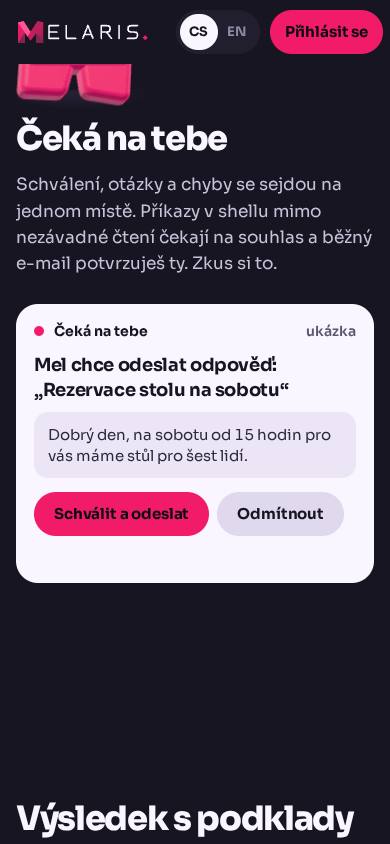 MELARIS.
CS EN
Přihlásit se
Čeká na tebe
Schválení, otázky a chyby se sejdou na
jednom místě. Příkazy v shellu mimo
nezávadné čtení čekají na souhlas a běžný
e-mail potvrzuješ ty. Zkus si to.
Čeká na tebe
ukázka
Mel chce odeslat odpověď:
„Rezervace stolu na sobotu“
Dobrý den, na sobotu od 15 hodin pro
vás máme stůl pro šest lidí.
Schválit a odeslat
Odmítnout
Výsledek s podklady